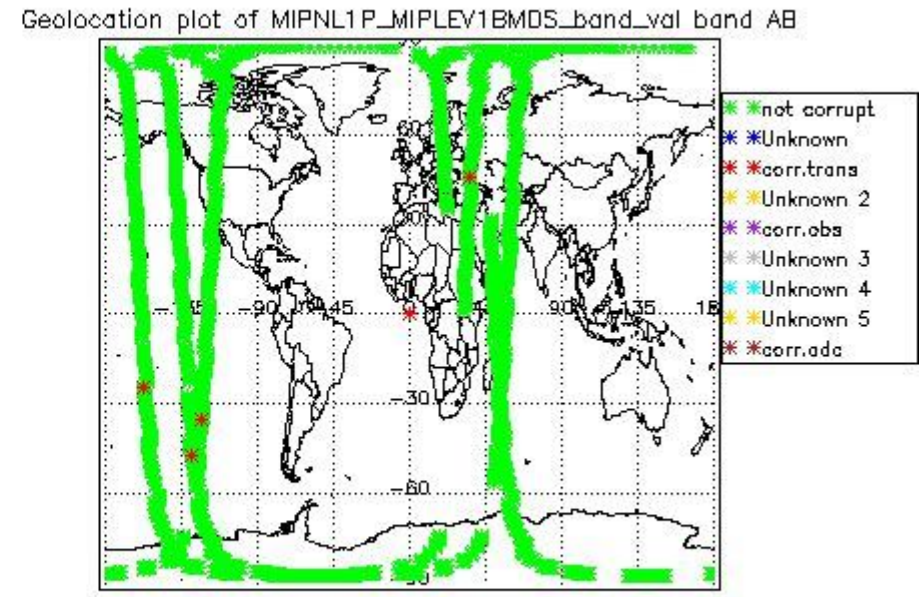 Geolocation plot of MIPNL1P_MIPLEV1BMDS_band_val band AB
not corrupt
Unknown
corr.trans
Unknown 2
corr.obs
Unknown 3
Unknown 4
Unknown 5
corr.adc
60
-90
45
90
135
-30
-60